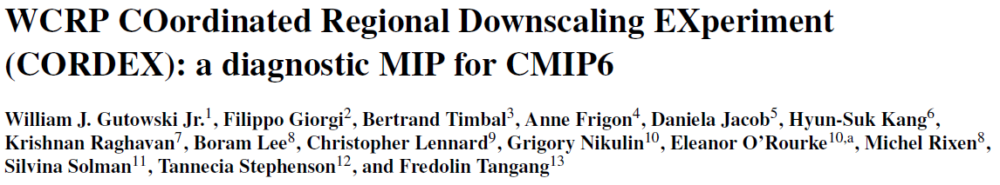 WCRP COordinated Regional Downscaling EXperiment
(CORDEX): a diagnostic MIP for CMIP6
William J. Gutowski Jr.1, Filippo Giorgi2, Bertrand Timbal3, Anne Frigon4, Daniela Jacob5, Hyun-Suk Kang6,
Krishnan Raghavan7, Boram Lee8, Christopher Lennard9, Grigory Nikulin10, Eleanor O'Rourke10,a, Michel Rixen8,
Silvina Solman11, Tannecia Stephenson12, and Fredolin Tangang13